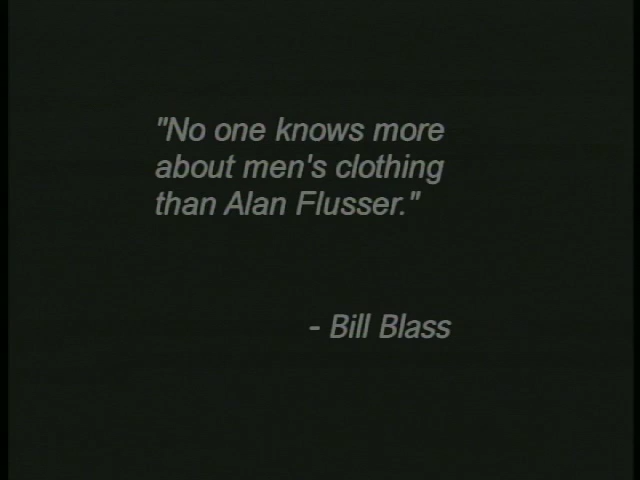 "No one knows more
about men's clothing
than Alan Flusser."
- Bill Blass